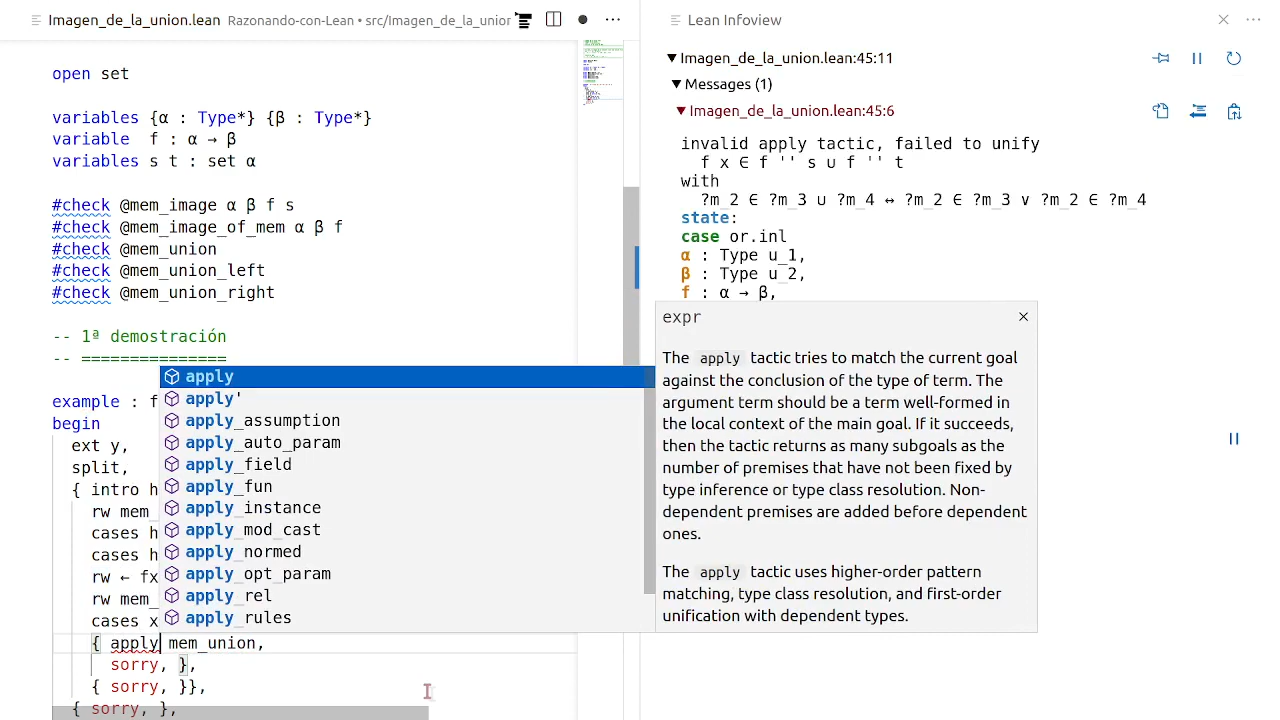 Imagen_de_la_union.lean Razonando-con-Lean • src/Imagen_de_la_unior
open set
variables {α : Type*} {β : Type*}
variable  f : α → β
variables s t : set α
#check @mem_image α β f s
#check @mem_image_of_mem α β f
#check @mem_union
#check @mem_union_left
#check @mem_union_right
-- 1ª demostración
-- ===============
example : f
begin
ext y,
split,
{ intro h
rw mem_
cases h
cases h
rw ← fx
rw mem_
cases x
{ apply mem_union,
sorry, },
{ sorry, }},
{ sorry, },
apply
apply'
apply_assumption
apply_auto_param
apply_field
apply_fun
apply_instance
apply_mod_cast
apply_normed
apply_opt_param
apply_rel
apply_rules
Lean Infoview
Imagen_de_la_union.lean:45:11
Messages (1)
Imagen_de_la_union.lean:45:6
invalid apply tactic, failed to unify
f x ∈ f '' s ∪ f '' t
with
?m_2 ∈ ?m_3 ∪ ?m_4 ↔ ?m_2 ∈ ?m_3 ∨ ?m_2 ∈ ?m_4
state:
case or.inl
α : Type u_1,
β : Type u_2,
f : α → β,
expr
The apply tactic tries to match the current goal
against the conclusion of the type of term. The
argument term should be a term well-formed in
the local context of the main goal. If it succeeds,
then the tactic returns as many subgoals as the
number of premises that have not been fixed by
type inference or type class resolution. Non-
dependent premises are added before dependent
ones.
The apply tactic uses higher-order pattern
matching, type class resolution, and first-order
unification with dependent types.